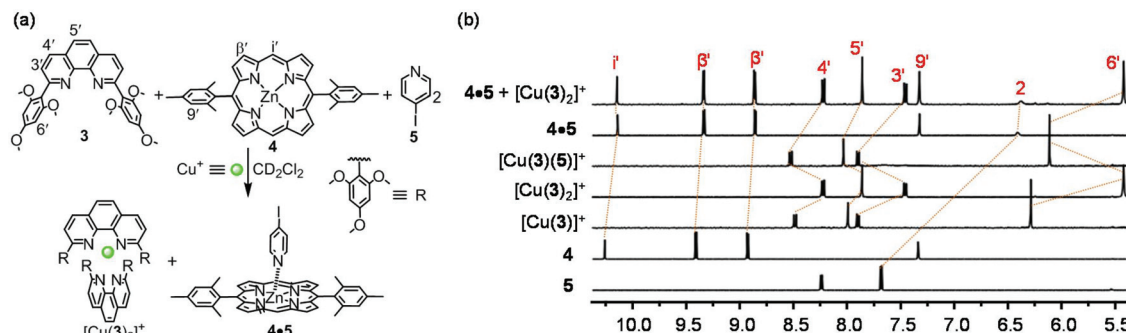 (a)
4'
5'
3'
N
N
O
O
O
O
6'
O
O
3
+
β'
i'
N
N
Zn
N
N
9'
4
+
N
2
I
5
Cu⁺ ≡
CD₂Cl₂
O
O
O
≡ R
N
N
R
R
R
R
N
N
[Cu(3)₂]⁺
+
I
N
N
N
Zn
N
N
4•5
(b)
i'
β'
β'
4'
5'
3'
9'
2
6'
4•5 + [Cu(3)₂]⁺
4•5
[Cu(3)(5)]⁺
[Cu(3)₂]⁺
[Cu(3)]⁺
4
5
10.0 9.5 9.0 8.5 8.0 7.5 7.0 6.5 6.0 5.5